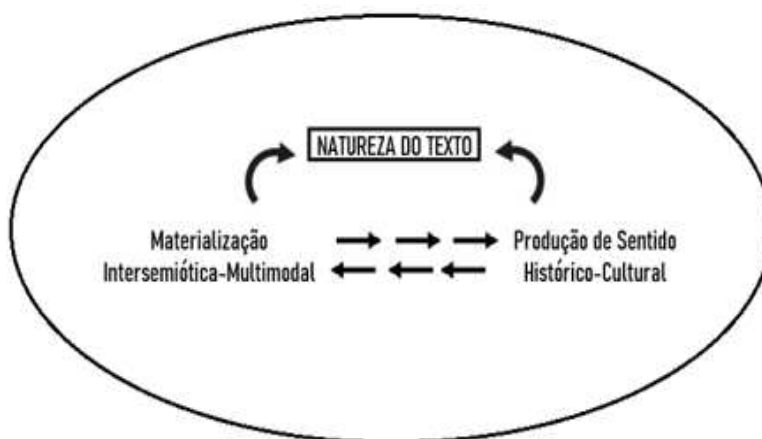 NATUREZA DO TEXTO
Materialização
Intersemiótica-Multimodal
Produção de Sentido
Histórico-Cultural